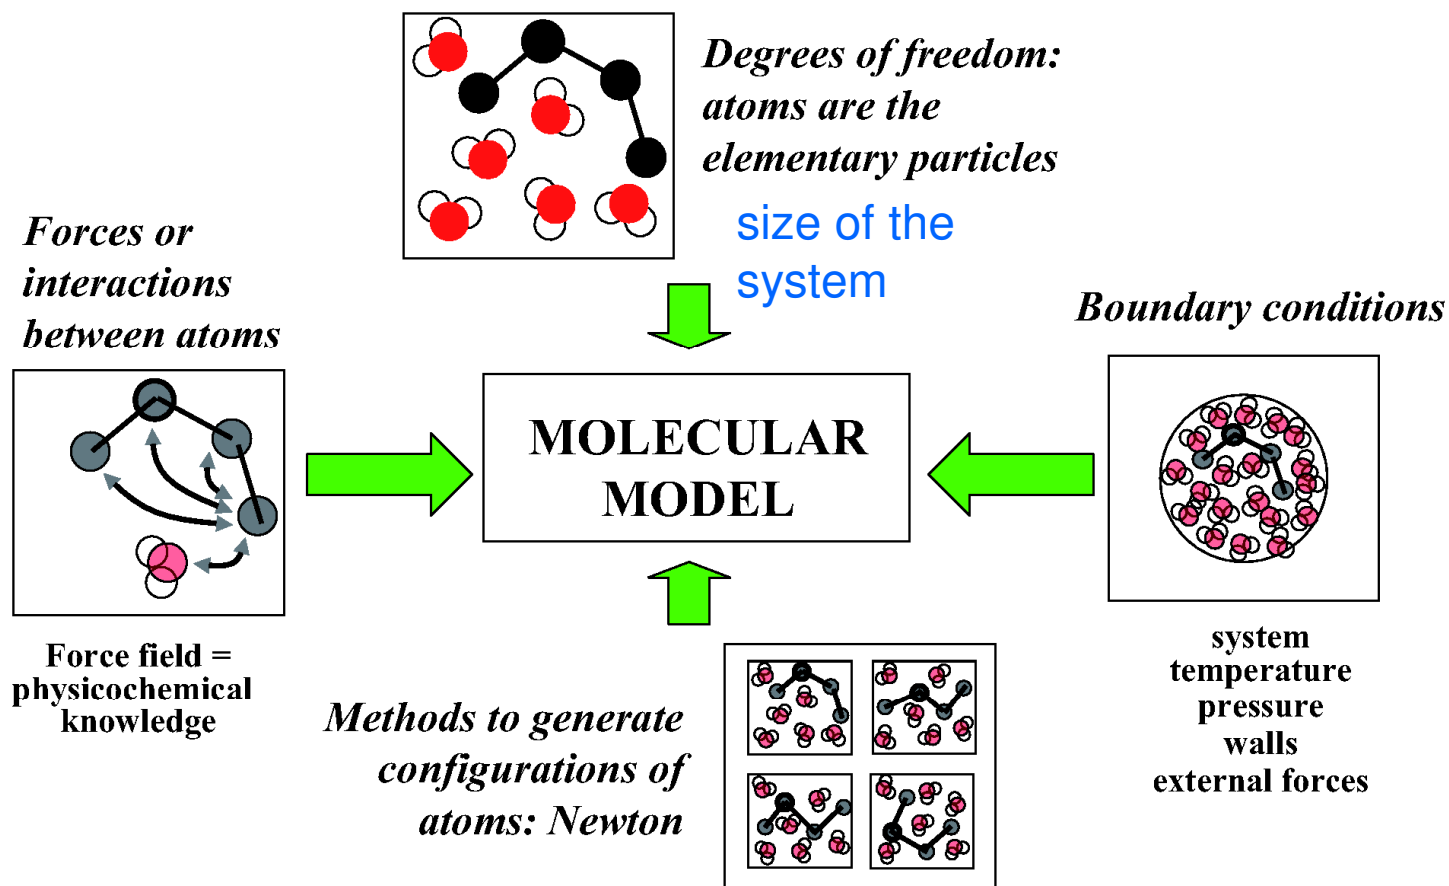 Degrees of freedom:
atoms are the
elementary particles
size of the
system
Forces or
interactions
between atoms
Boundary conditions
MOLECULAR
MODEL
Force field =
physicochemical
knowledge
system
temperature
pressure
walls
external forces
Methods to generate
configurations of
atoms: Newton